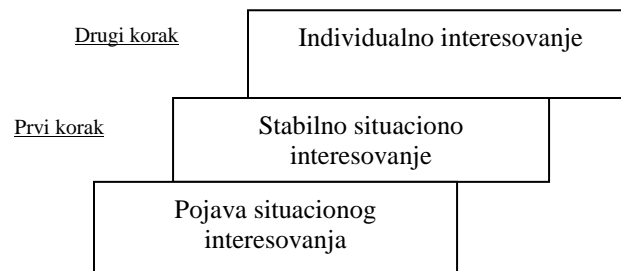 Drugi korak
Individualno interesovanje
Prvi korak
Stabilno situaciono
interesovanje
Pojava situacionog
interesovanja